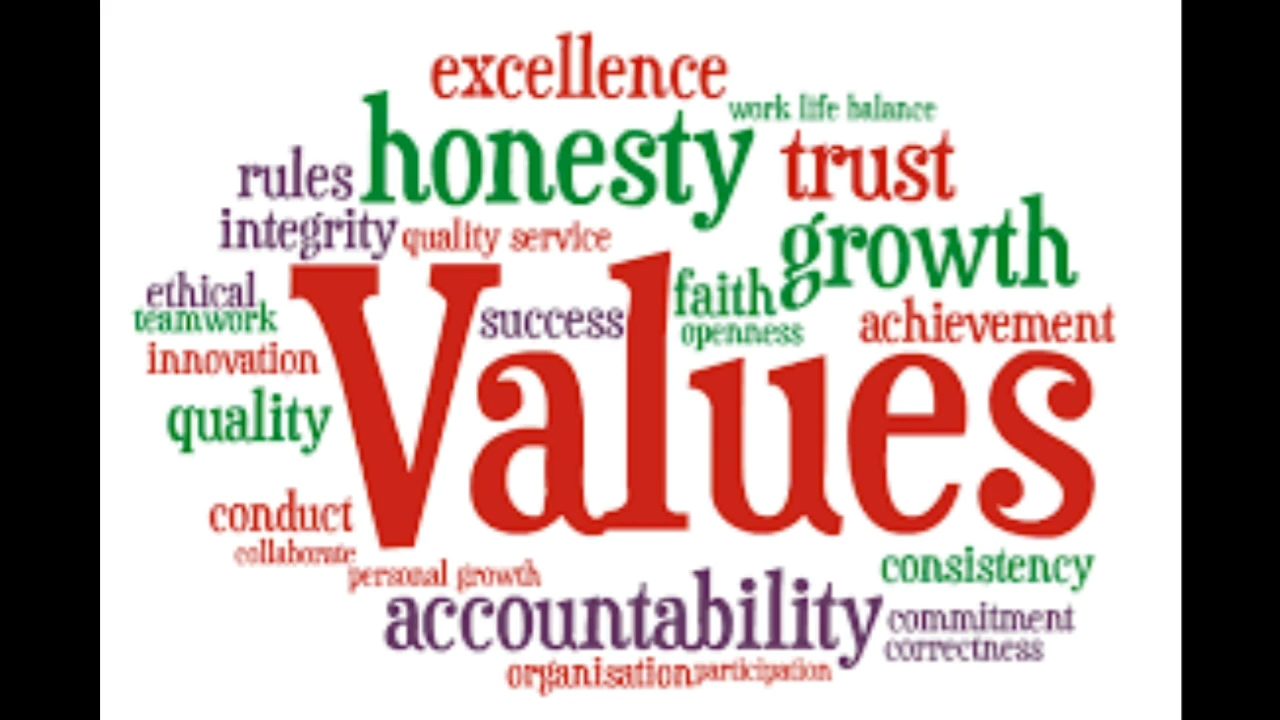 excellence
work life balance
honesty
trust
rules
integrity
quality service
growth
ethical
faith
teamwork
success
openness
achievement
innovation
Values
quality
conduct
collaborate
consistency
personal growth
accountability
commitment
correctness
organisation
participation